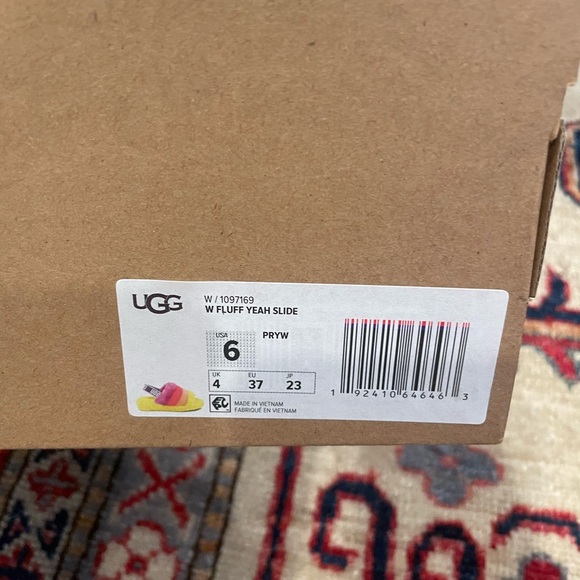 UGG
W / 1097169
W FLUFF YEAH SLIDE
USA
6
PRYW
UK EU JP
4 37 23
MADE IN VIETNAM
FABRIQUÉ EN VIETNAM
1 92410 64646 3